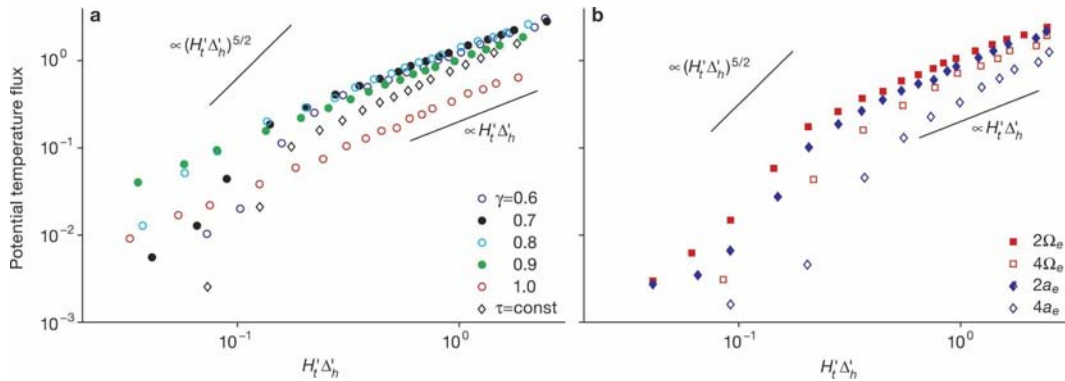 a
b
Potential temperature flux
10⁰
10⁻¹
10⁻²
10⁻³
∝(H′ₜΔ′ₕ)⁵/²
∝H′ₜΔ′ₕ
γ=0.6
0.7
0.8
0.9
1.0
τ=const
10⁻¹
10⁰
H′ₜΔ′ₕ
∝(H′ₜΔ′ₕ)⁵/²
∝H′ₜΔ′ₕ
2Ωₑ
4Ωₑ
2aₑ
4aₑ
10⁻¹
10⁰
H′ₜΔ′ₕ